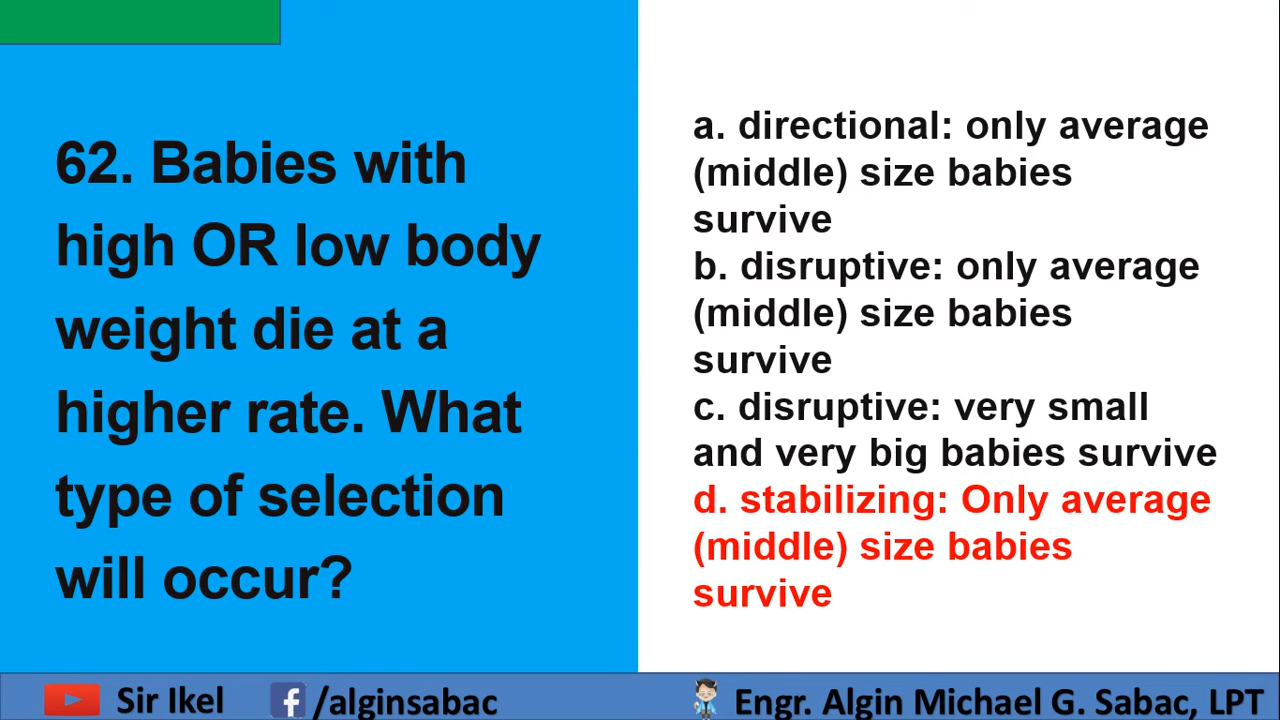 62. Babies with
high OR low body
weight die at a
higher rate. What
type of selection
will occur?
a. directional: only average
(middle) size babies
survive
b. disruptive: only average
(middle) size babies
survive
c. disruptive: very small
and very big babies survive
d. stabilizing: Only average
(middle) size babies
survive
Sir Ikel
f /alginsabac
Engr. Algin Michael G. Sabac, LPT